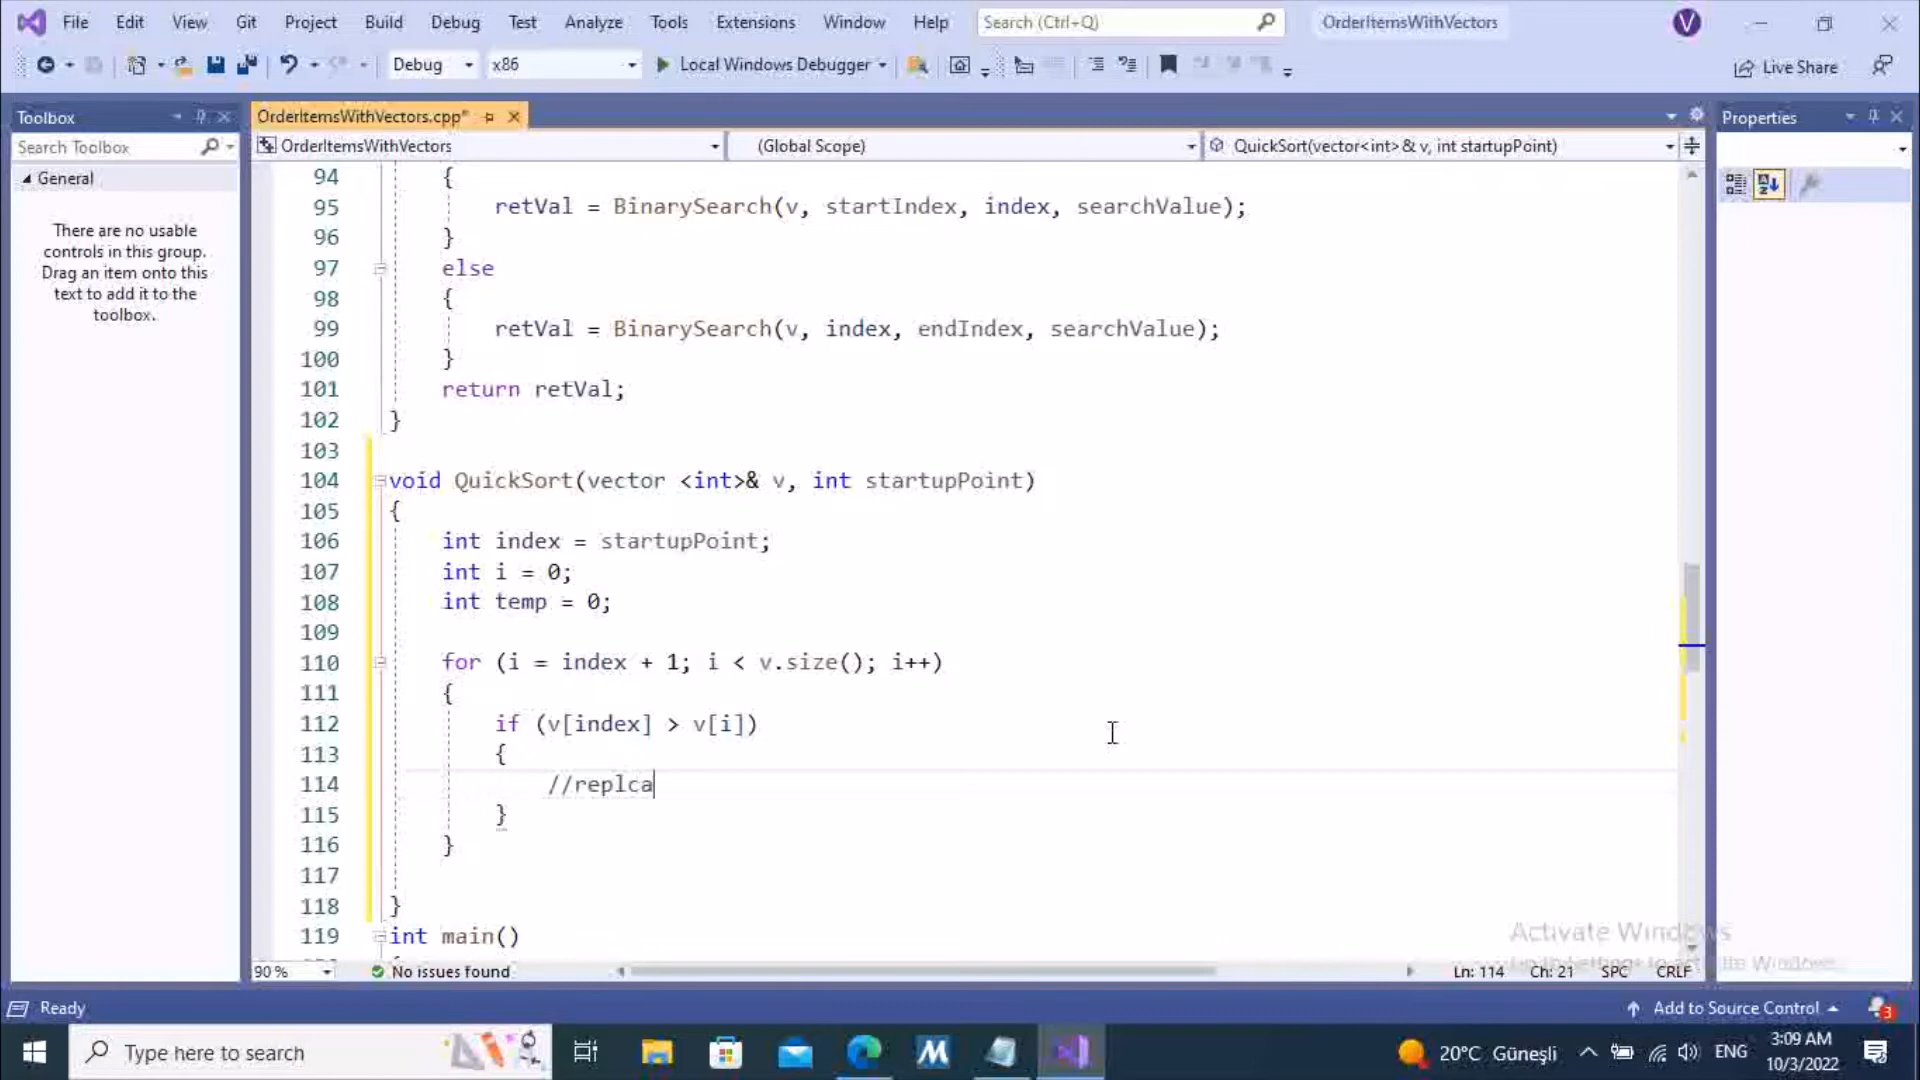 File Edit View Git Project Build Debug Test Analyze Tools Extensions Window Help Search (Ctrl+Q) OrderItemsWithVectors V
Debug x86 Local Windows Debugger Live Share
Toolbox OrderItemsWithVectors.cpp* Properties
Search Toolbox OrderItemsWithVectors (Global Scope) QuickSort(vector<int>& v, int startupPoint)
General
There are no usable
controls in this group.
Drag an item onto this
text to add it to the
toolbox.
94 {
95 retVal = BinarySearch(v, startIndex, index, searchValue);
96 }
97 else
98 {
99 retVal = BinarySearch(v, index, endIndex, searchValue);
100 }
101 return retVal;
102 }
103
104 void QuickSort(vector <int>& v, int startupPoint)
105 {
106 int index = startupPoint;
107 int i = 0;
108 int temp = 0;
109
110 for (i = index + 1; i < v.size(); i++)
111 {
112 if (v[index] > v[i])
113 {
114 //replca
115 }
116 }
117
118 }
119 int main()
Activate Windows
90 % No issues found Ln: 114 Ch: 21 SPC CRLF
Ready Add to Source Control 3
Type here to search 20°C Güneşli ENG 3:09 AM
10/3/2022